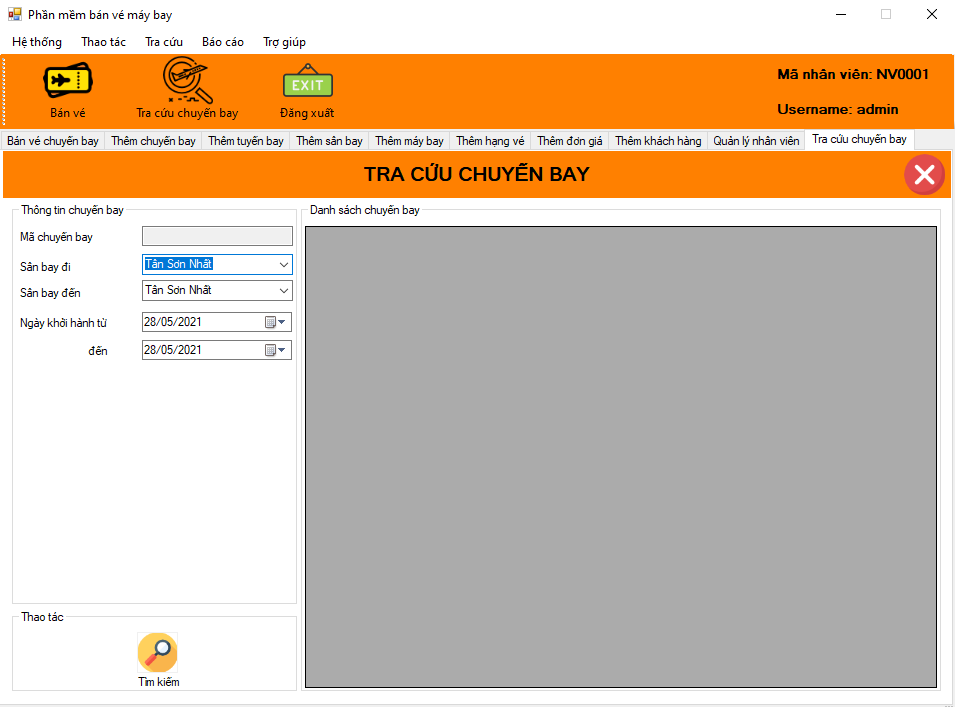 Phần mềm bán vé máy bay
Hệ thống Thao tác Tra cứu Báo cáo Trợ giúp
Bán vé Tra cứu chuyến bay EXIT Đăng xuất
Mã nhân viên: NV0001
Username: admin
Bán vé chuyến bay Thêm chuyến bay Thêm tuyến bay Thêm sân bay Thêm máy bay Thêm hạng vé Thêm đơn giá Thêm khách hàng Quản lý nhân viên Tra cứu chuyến bay
TRA CỨU CHUYẾN BAY
Thông tin chuyến bay
Mã chuyến bay
Sân bay đi Tân Sơn Nhất
Sân bay đến Tân Sơn Nhất
Ngày khởi hành từ 28/05/2021
đến 28/05/2021
Thao tác
Tìm kiếm
Danh sách chuyến bay